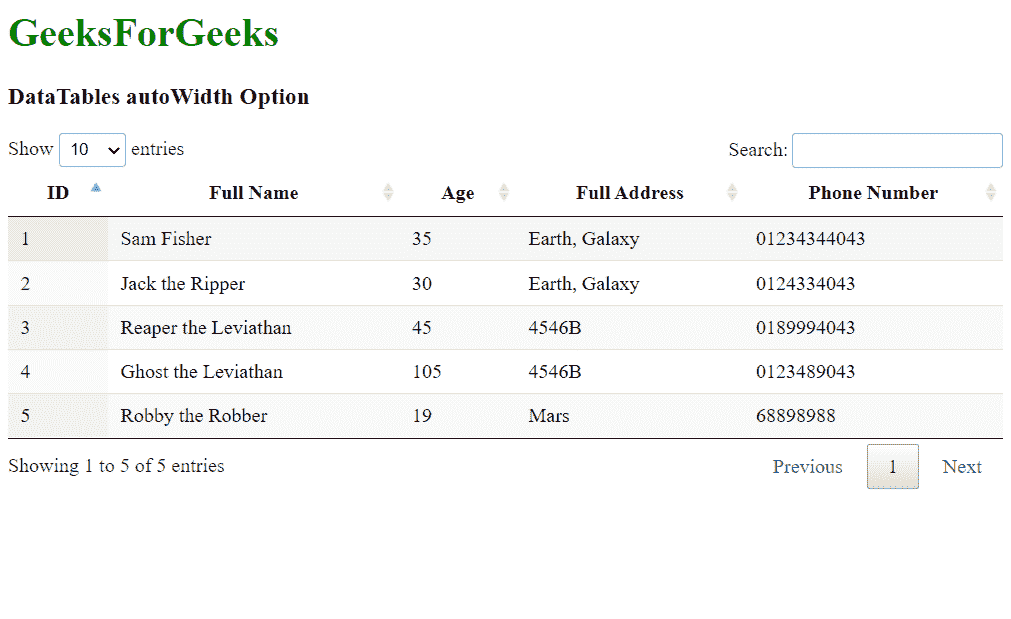 GeeksForGeeks
DataTables autoWidth Option
Show 10 entries Search:
ID Full Name Age Full Address Phone Number
1 Sam Fisher 35 Earth, Galaxy 01234344043
2 Jack the Ripper 30 Earth, Galaxy 0124334043
3 Reaper the Leviathan 45 4546B 0189994043
4 Ghost the Leviathan 105 4546B 0123489043
5 Robby the Robber 19 Mars 68898988
Showing 1 to 5 of 5 entries Previous 1 Next